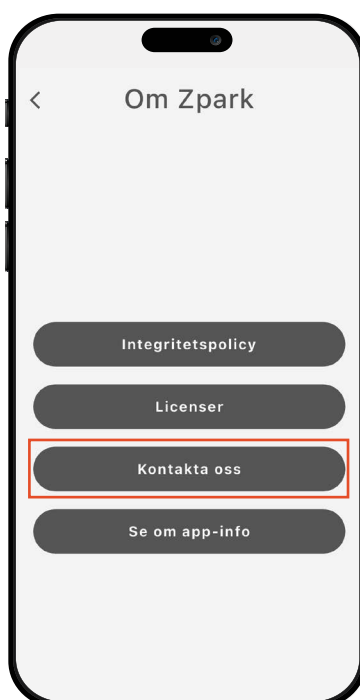 Om Zpark
Integritetspolicy
Licenser
Kontakta oss
Se om app-info